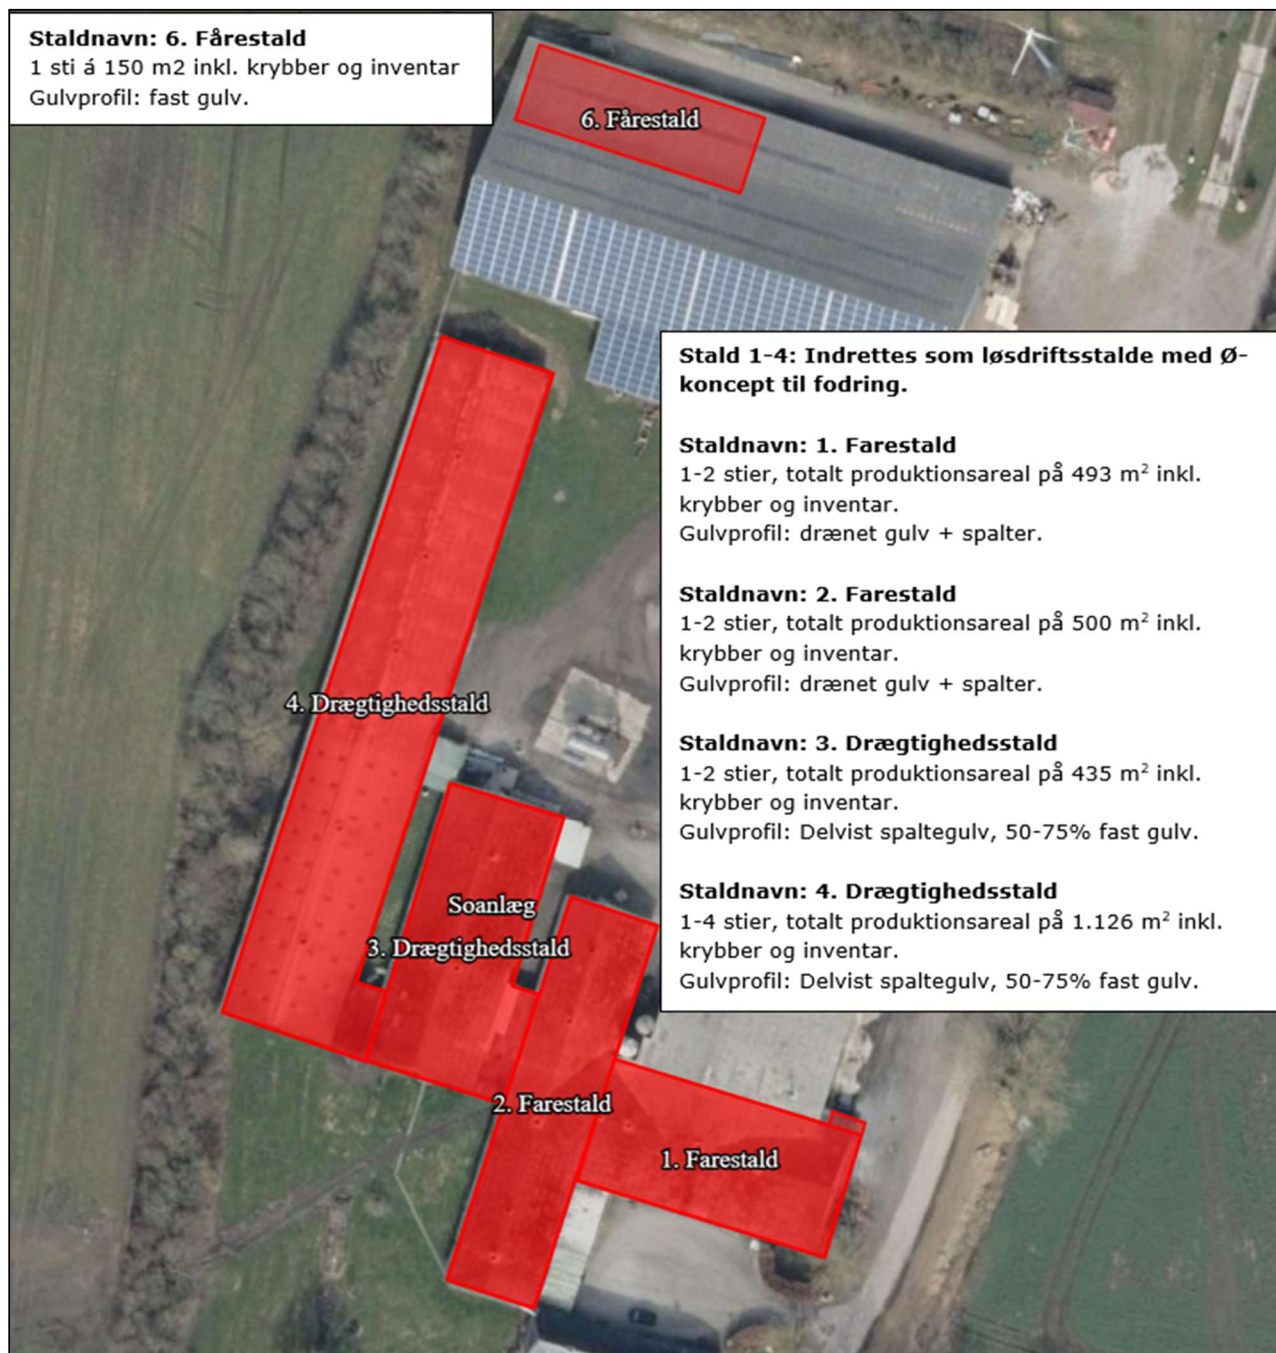 Staldnavn: 6. Fårestald
1 sti á 150 m2 inkl. krybber og inventar
Gulvprofil: fast gulv.
6. Fårestald
Stald 1-4: Indrettes som løsdriftsstalde med Ø-
koncept til fodring.
Staldnavn: 1. Farestald
1-2 stier, totalt produktionsareal på 493 m² inkl.
krybber og inventar.
Gulvprofil: drænet gulv + spalter.
Staldnavn: 2. Farestald
1-2 stier, totalt produktionsareal på 500 m² inkl.
krybber og inventar.
Gulvprofil: drænet gulv + spalter.
Staldnavn: 3. Drægtighedsstald
1-2 stier, totalt produktionsareal på 435 m² inkl.
krybber og inventar.
Gulvprofil: Delvist spaltegulv, 50-75% fast gulv.
Staldnavn: 4. Drægtighedsstald
1-4 stier, totalt produktionsareal på 1.126 m² inkl.
krybber og inventar.
Gulvprofil: Delvist spaltegulv, 50-75% fast gulv.
4. Drægtighedsstald
Soanlæg
3. Drægtighedsstald
2. Farestald
1. Farestald